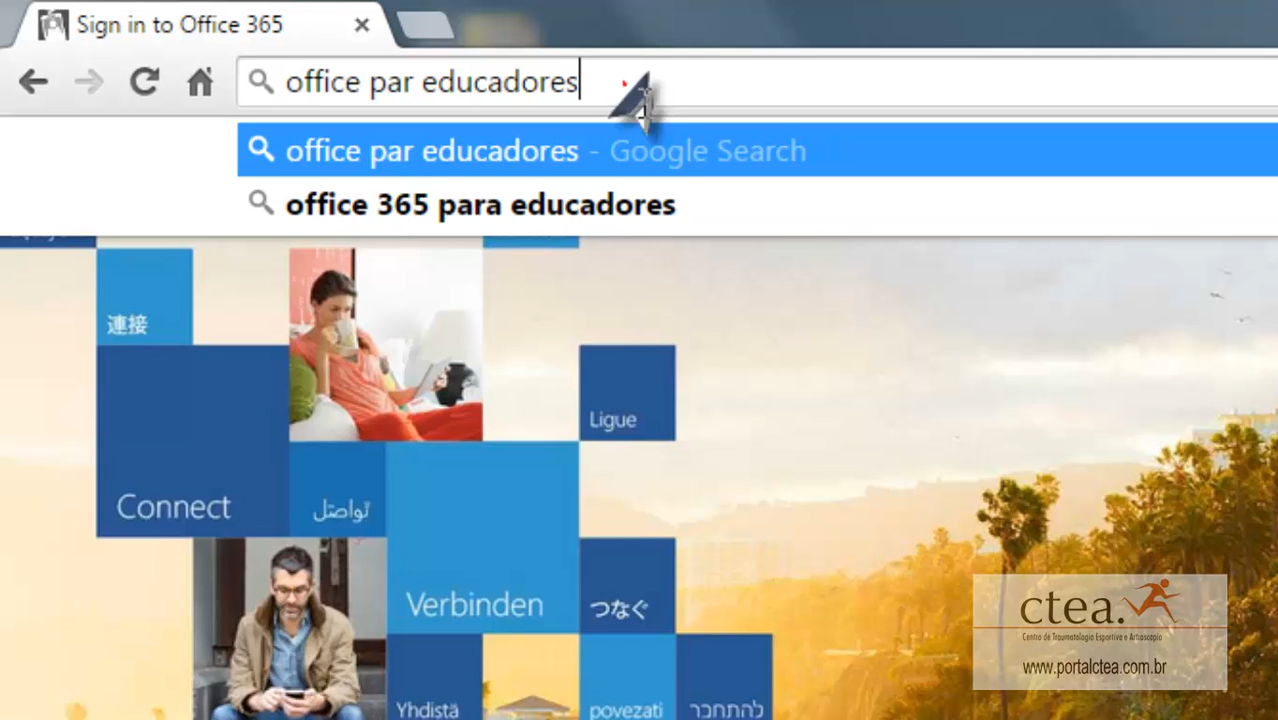 Sign in to Office 365
office par educadores
office par educadores - Google Search
office 365 para educadores
連接
Ligue
Connect
تواصل
Verbinden
つなぐ
ctea.
Centro de Traumatologia Esportiva e Artroscopia
www.portalctea.com.br
Yhdistä
povezati
להתחבר